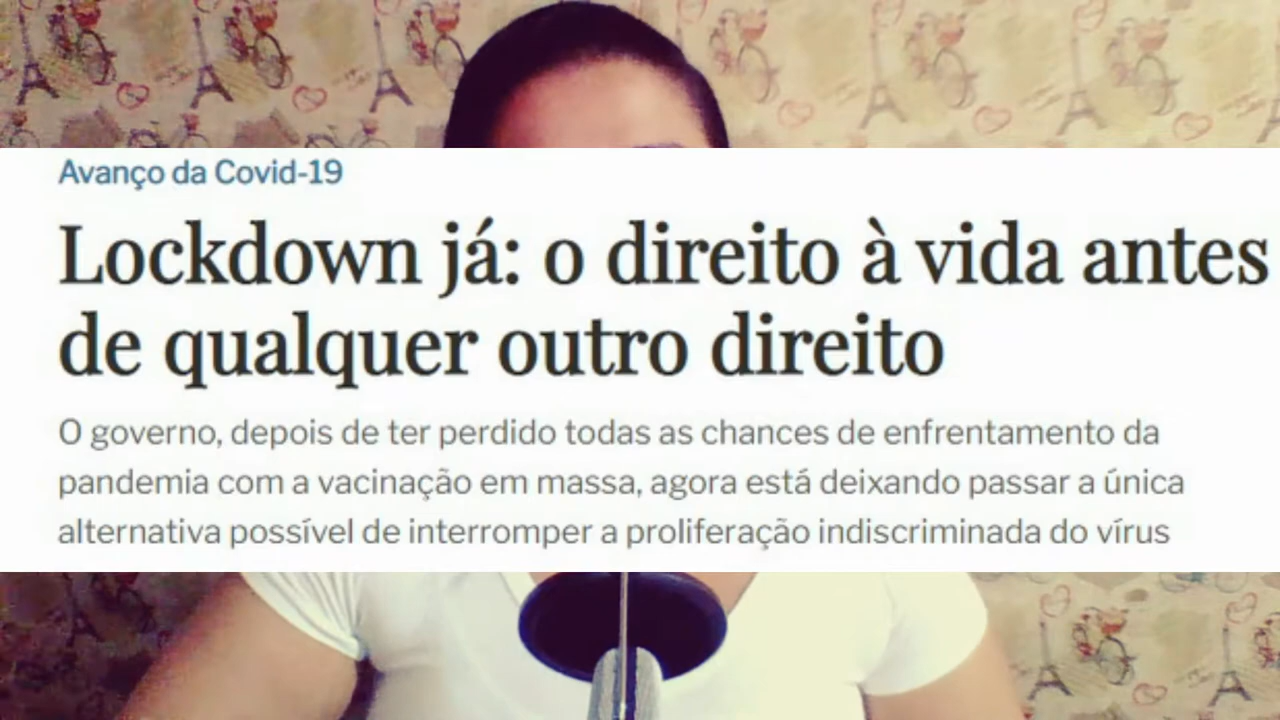 Avanço da Covid-19
Lockdown já: o direito à vida antes
de qualquer outro direito
O governo, depois de ter perdido todas as chances de enfrentamento da
pandemia com a vacinação em massa, agora está deixando passar a única
alternativa possível de interromper a proliferação indiscriminada do vírus